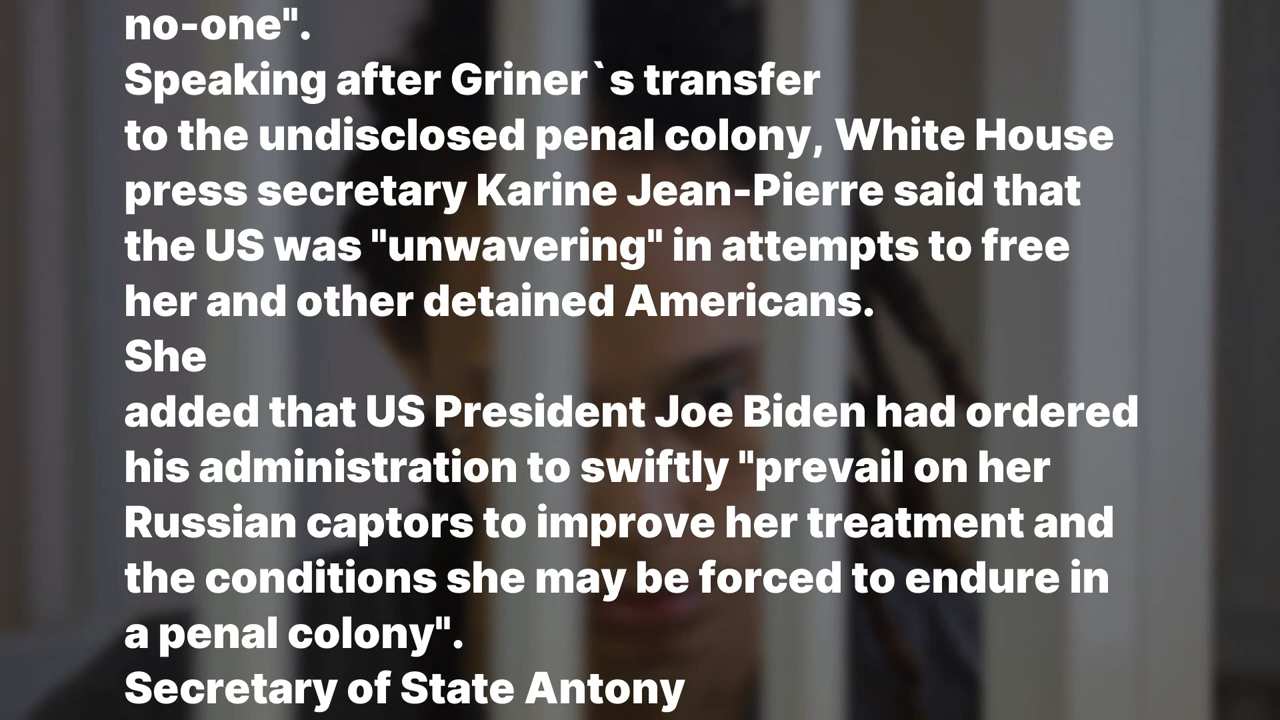 no-one".
Speaking after Griner`s transfer
to the undisclosed penal colony, White House
press secretary Karine Jean-Pierre said that
the US was "unwavering" in attempts to free
her and other detained Americans.
She
added that US President Joe Biden had ordered
his administration to swiftly "prevail on her
Russian captors to improve her treatment and
the conditions she may be forced to endure in
a penal colony".
Secretary of State Antony